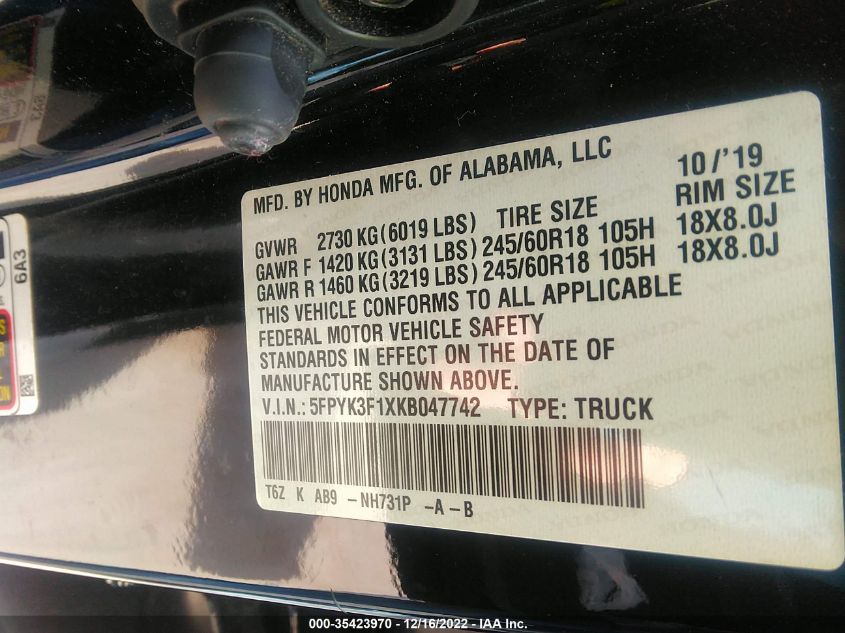 MFD. BY HONDA MFG. OF ALABAMA, LLC 10/'19
GVWR 2730 KG(6019 LBS) TIRE SIZE RIM SIZE
GAWR F 1420 KG(3131 LBS) 245/60R18 105H 18X8.0J
GAWR R 1460 KG(3219 LBS) 245/60R18 105H 18X8.0J
THIS VEHICLE CONFORMS TO ALL APPLICABLE
FEDERAL MOTOR VEHICLE SAFETY
STANDARDS IN EFFECT ON THE DATE OF
MANUFACTURE SHOWN ABOVE.
V.I.N.: 5FPYK3F1XKB047742 TYPE: TRUCK
T6Z K AB9 -NH731P -A-B
6A3
000-35423970 - 12/16/2022 - IAA Inc.